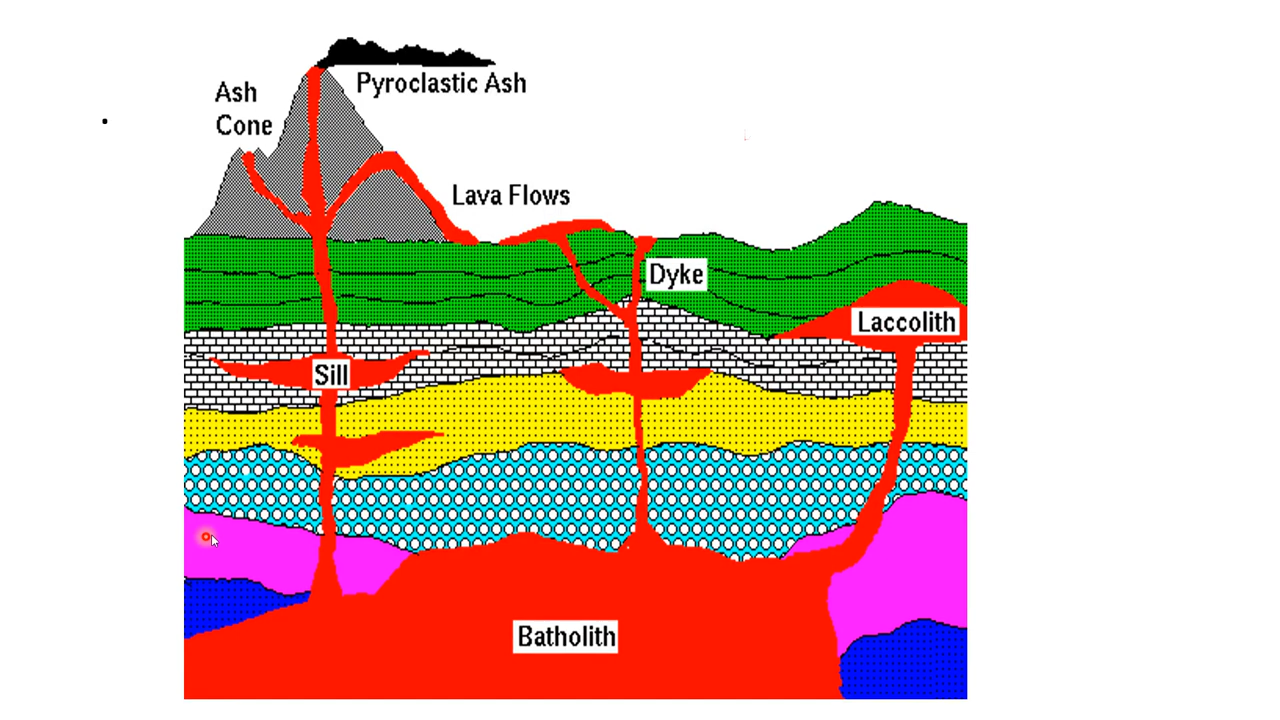 Pyroclastic Ash
Ash
Cone
Lava Flows
Dyke
Laccolith
Sill
Batholith